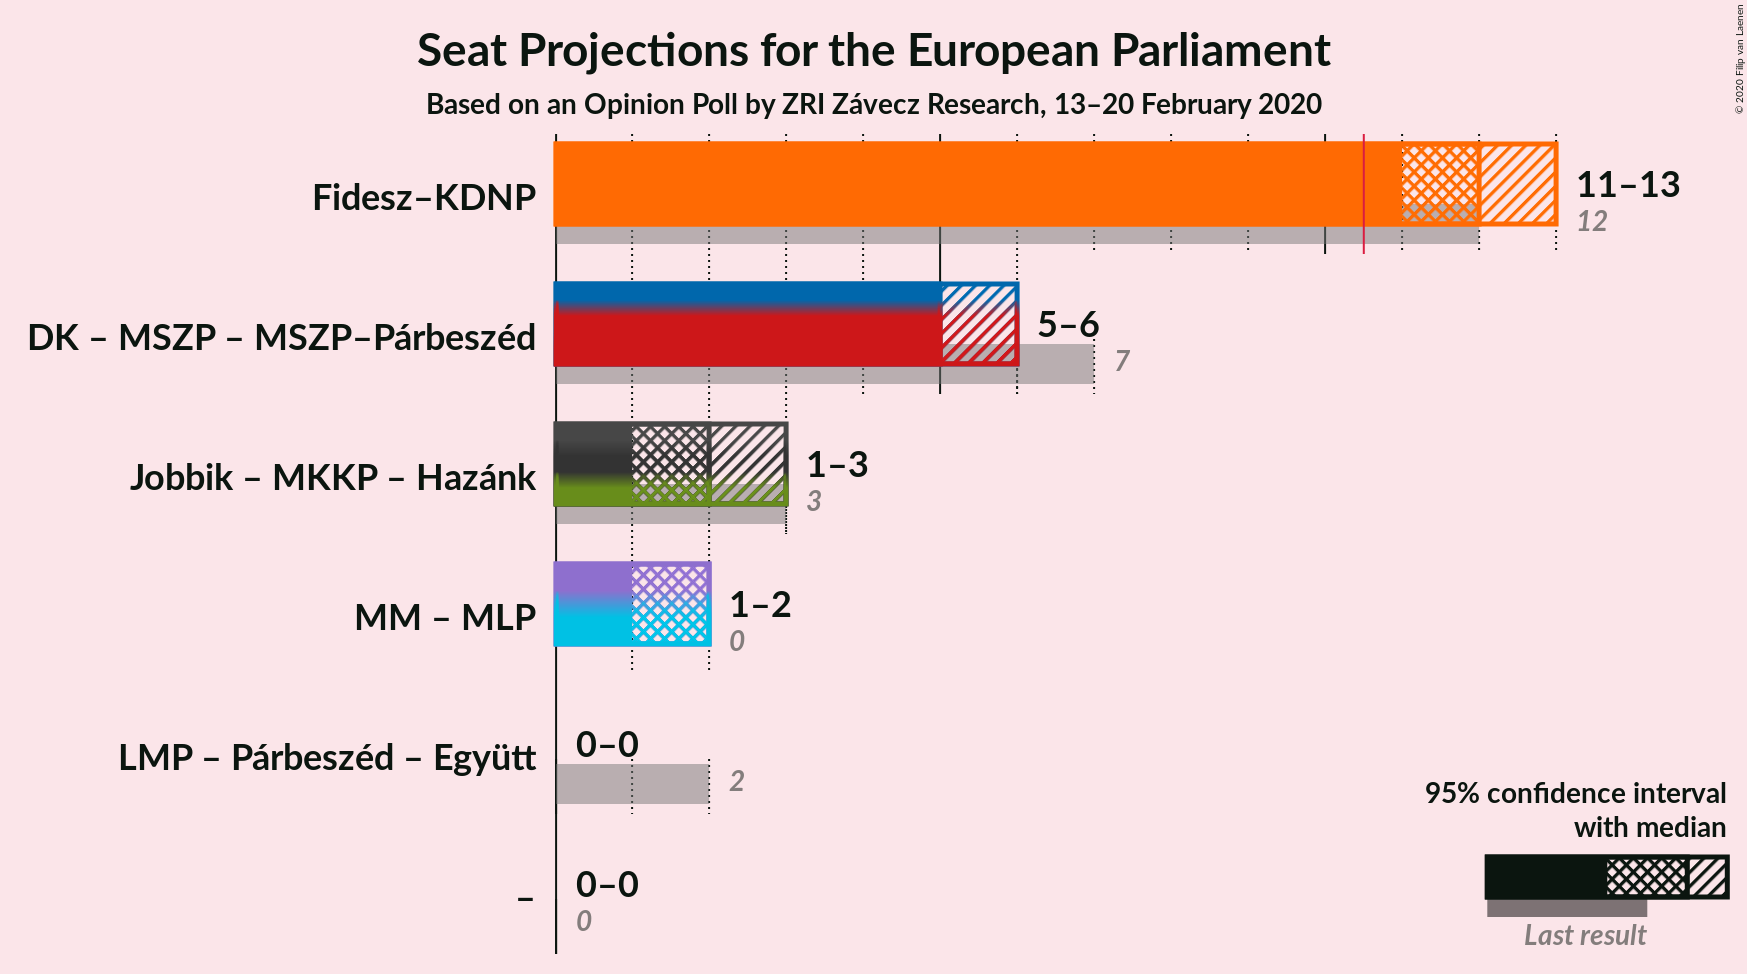 Seat Projections for the European Parliament
Based on an Opinion Poll by ZRI Závecz Research, 13–20 February 2020
© 2020 Filip van Laenen
Fidesz–KDNP
11–13
12
DK – MSZP – MSZP–Párbeszéd
5–6
7
Jobbik – MKKP – Hazánk
1–3
3
MM – MLP
1–2
0
LMP – Párbeszéd – Együtt
0–0
2
–
0–0
0
95% confidence interval
with median
Last result